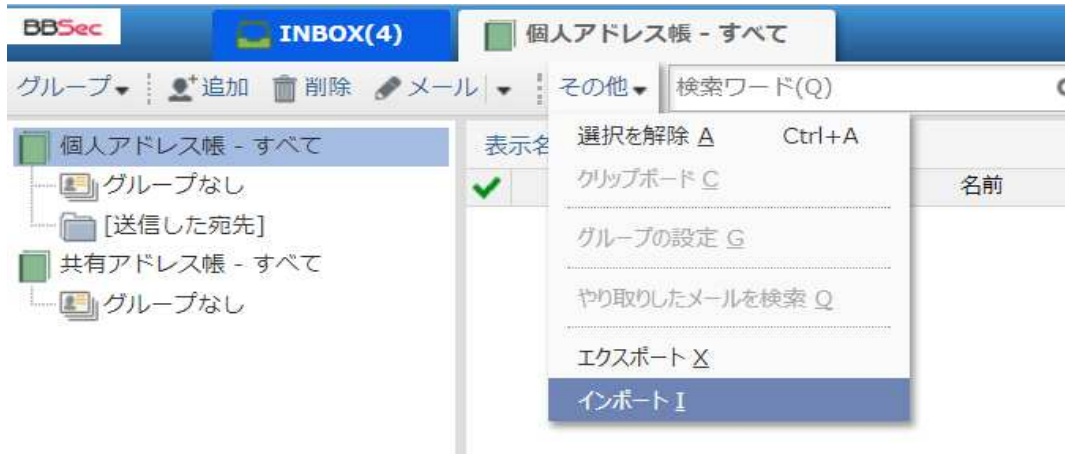 BBSec
INBOX(4)
個人アドレス帳 - すべて
グループ 追加 削除 メール その他 検索ワード(Q)
個人アドレス帳 - すべて
グループなし
[送信した宛先]
共有アドレス帳 - すべて
グループなし
表示名
名前
選択を解除 A Ctrl+A
クリップボード C
グループの設定 G
やり取りしたメールを検索 Q
エクスポート X
インポート I